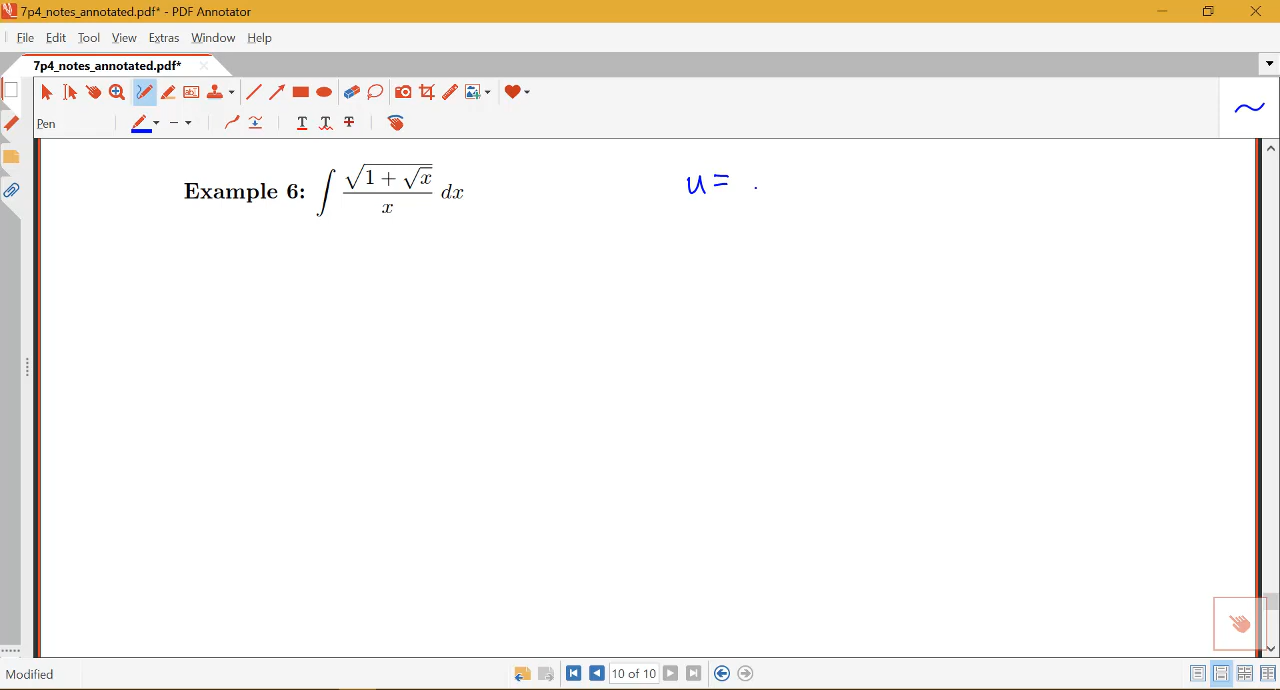 7p4_notes_annotated.pdf* - PDF Annotator
File Edit Tool View Extras Window Help
7p4_notes_annotated.pdf*
Pen
Example 6: ∫ √(1 + √x) / x dx
u =
Modified
10 of 10